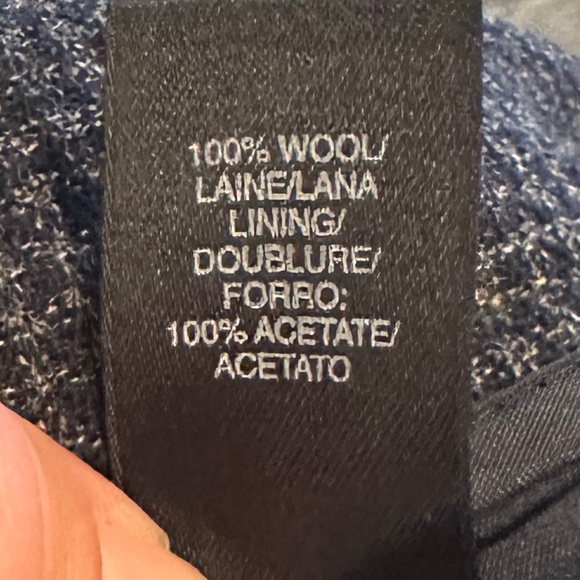 100% WOOL/
LAINE/LANA
LINING/
DOUBLURE/
FORRO:
100% ACETATE/
ACETATO